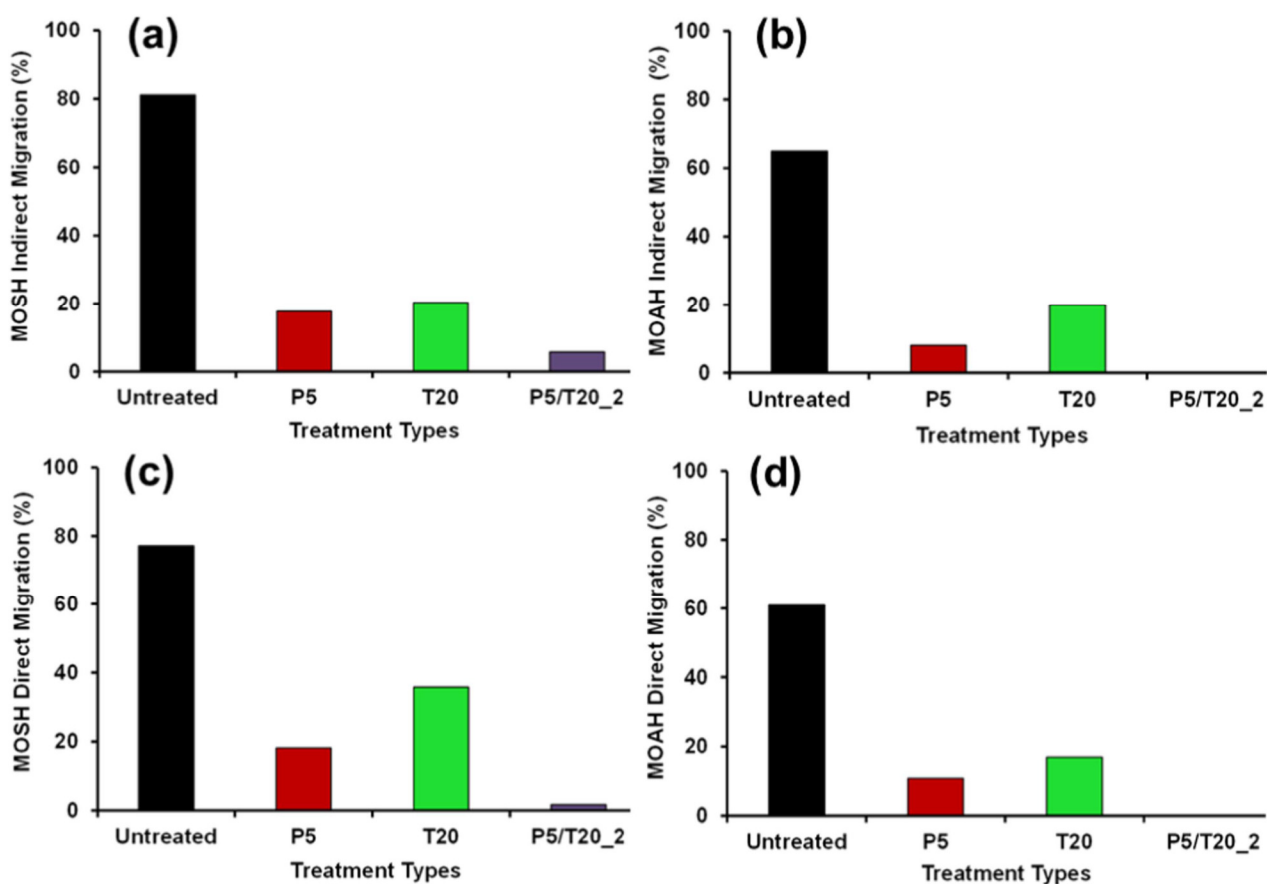 (a)
MOSH Indirect Migration (%)
100
80
60
40
20
0
Untreated P5 T20 P5/T20_2
Treatment Types
(b)
MOAH Indirect Migration (%)
100
80
60
40
20
0
Untreated P5 T20 P5/T20_2
Treatment Types
(c)
MOSH Direct Migration (%)
100
80
60
40
20
0
Untreated P5 T20 P5/T20_2
Treatment Types
(d)
MOAH Direct Migration (%)
100
80
60
40
20
0
Untreated P5 T20 P5/T20_2
Treatment Types